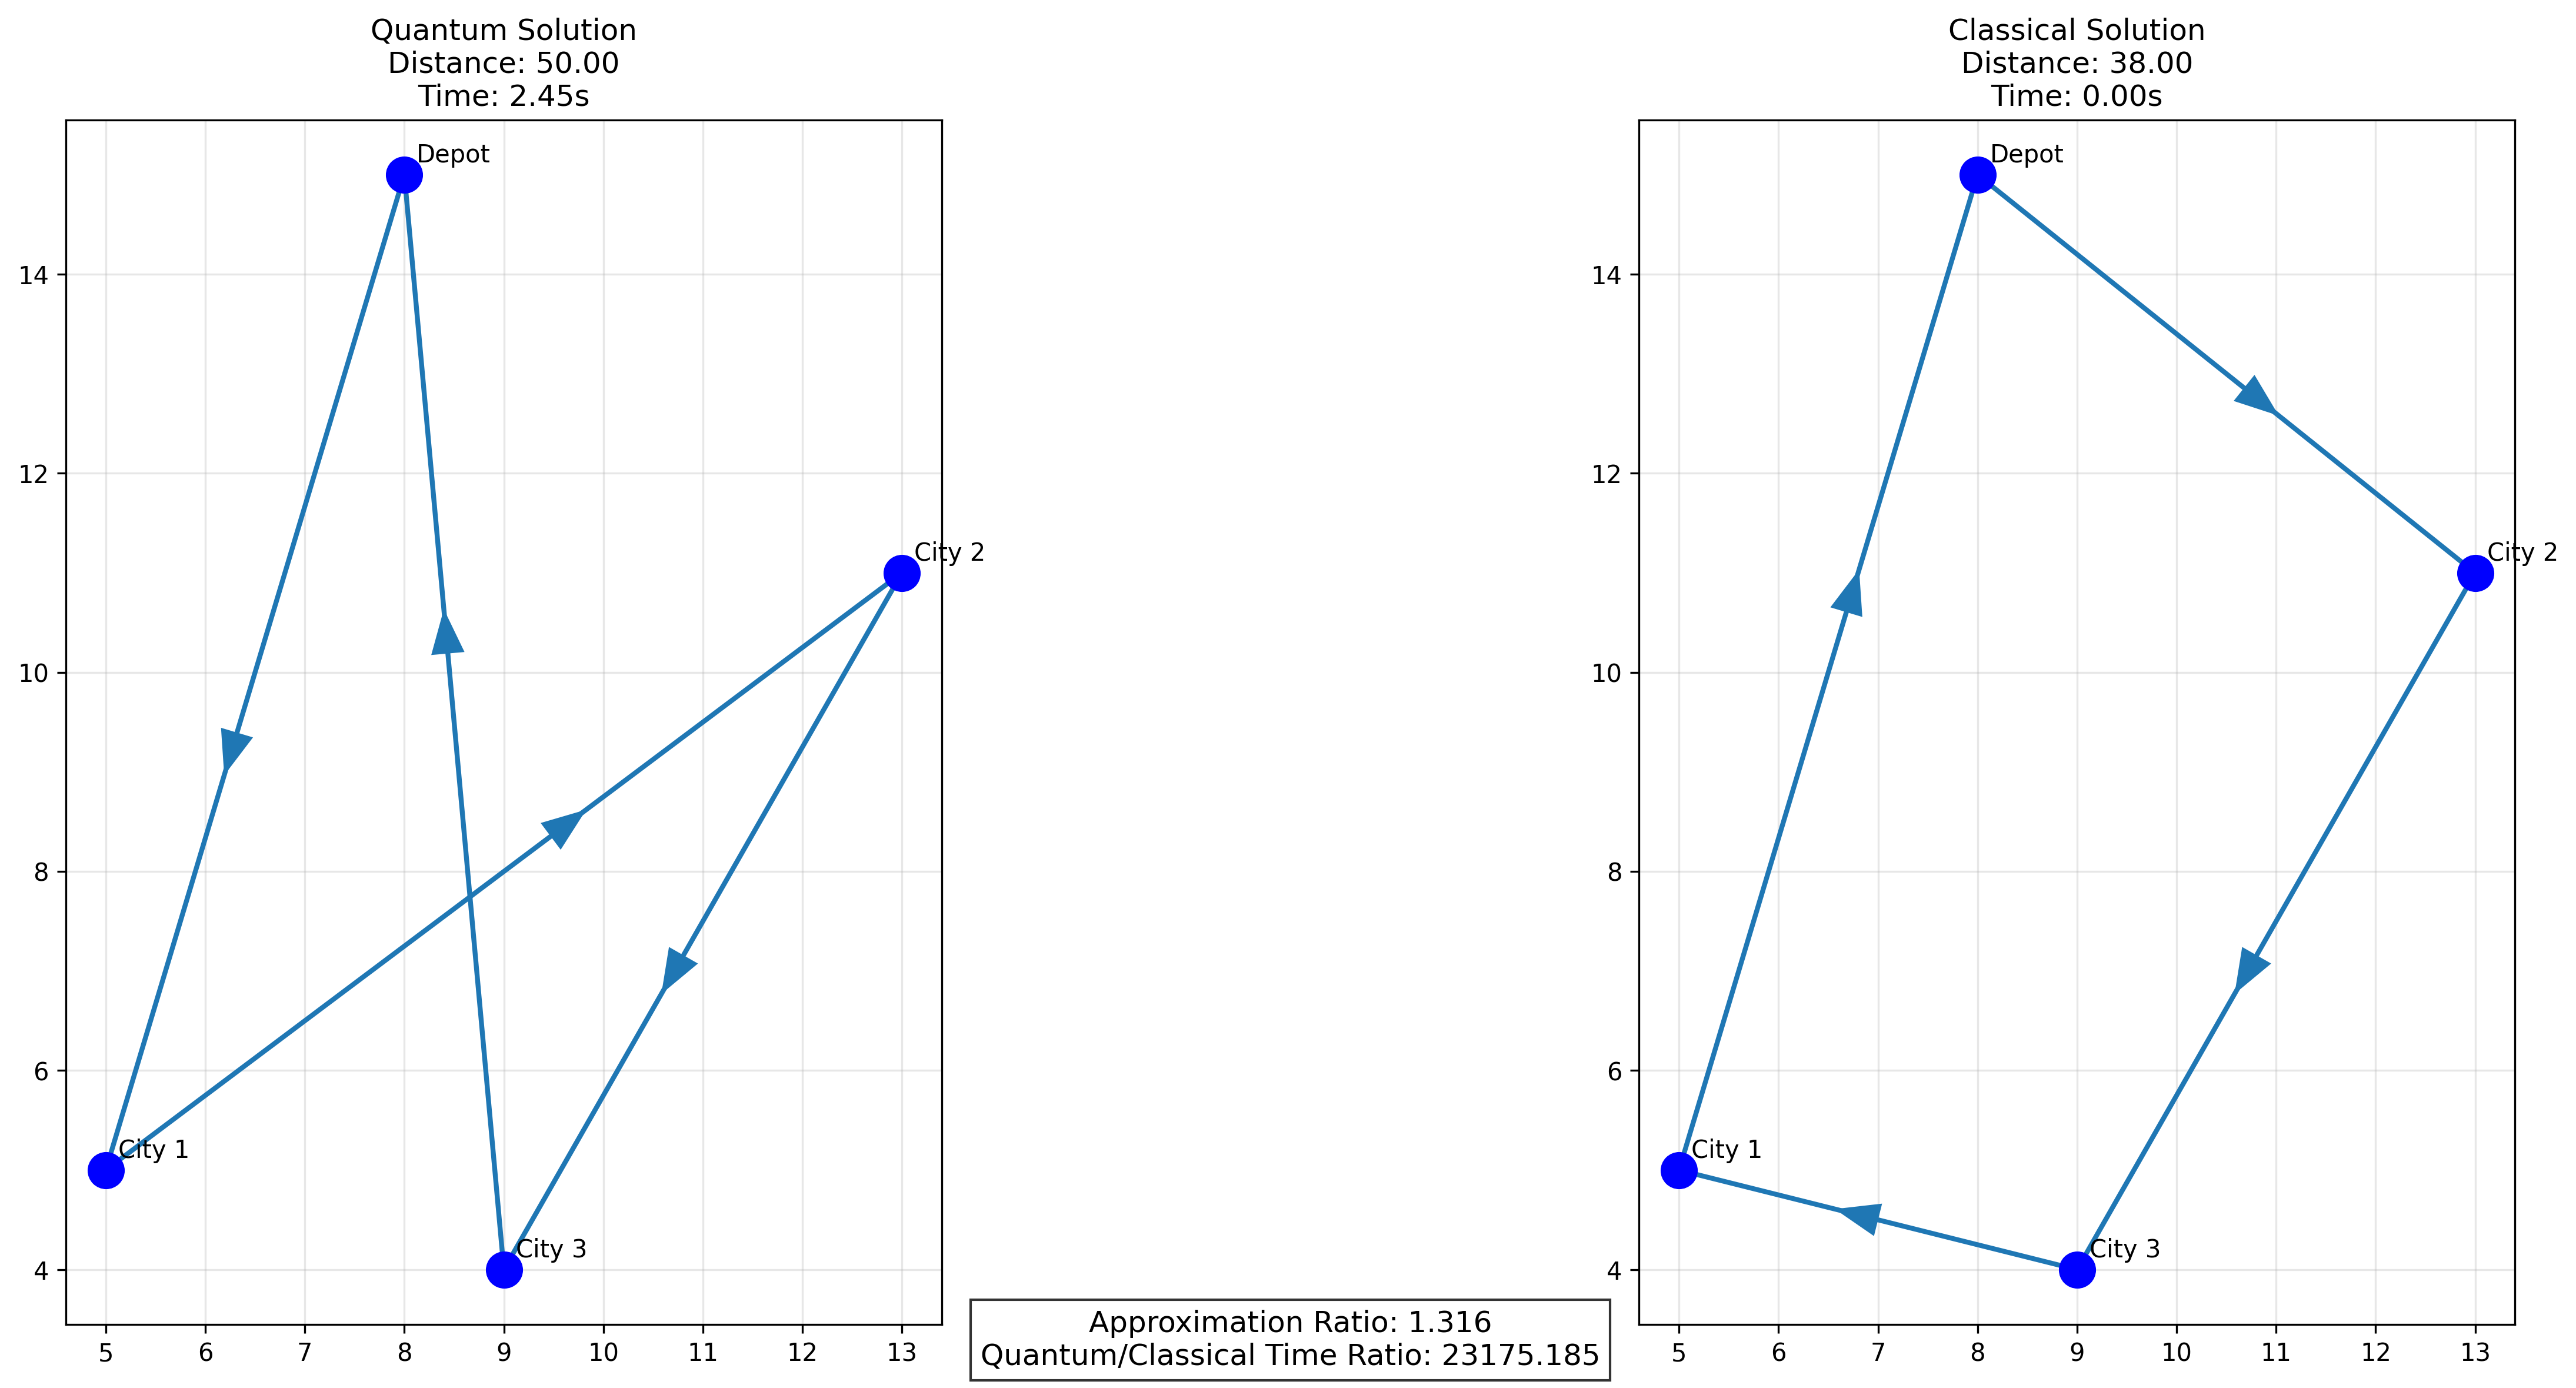 Quantum Solution
Distance: 50.00
Time: 2.45s
Depot
City 2
City 1
City 3
14
12
10
8
6
4
5 6 7 8 9 10 11 12 13
Classical Solution
Distance: 38.00
Time: 0.00s
Depot
City 2
City 1
City 3
14
12
10
8
6
4
5 6 7 8 9 10 11 12 13
Approximation Ratio: 1.316
Quantum/Classical Time Ratio: 23175.185